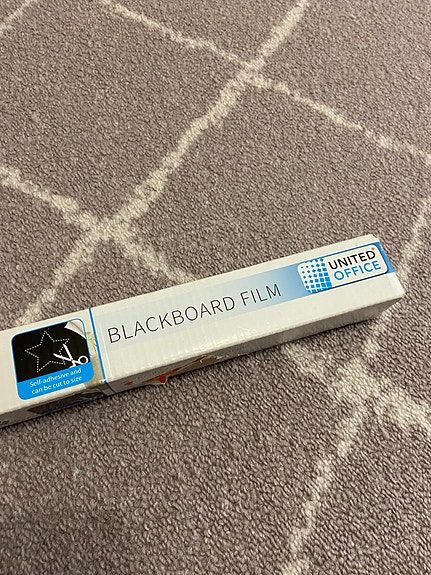 Self-adhesive and
can be cut to size
BLACKBOARD FILM
UNITED
OFFICE